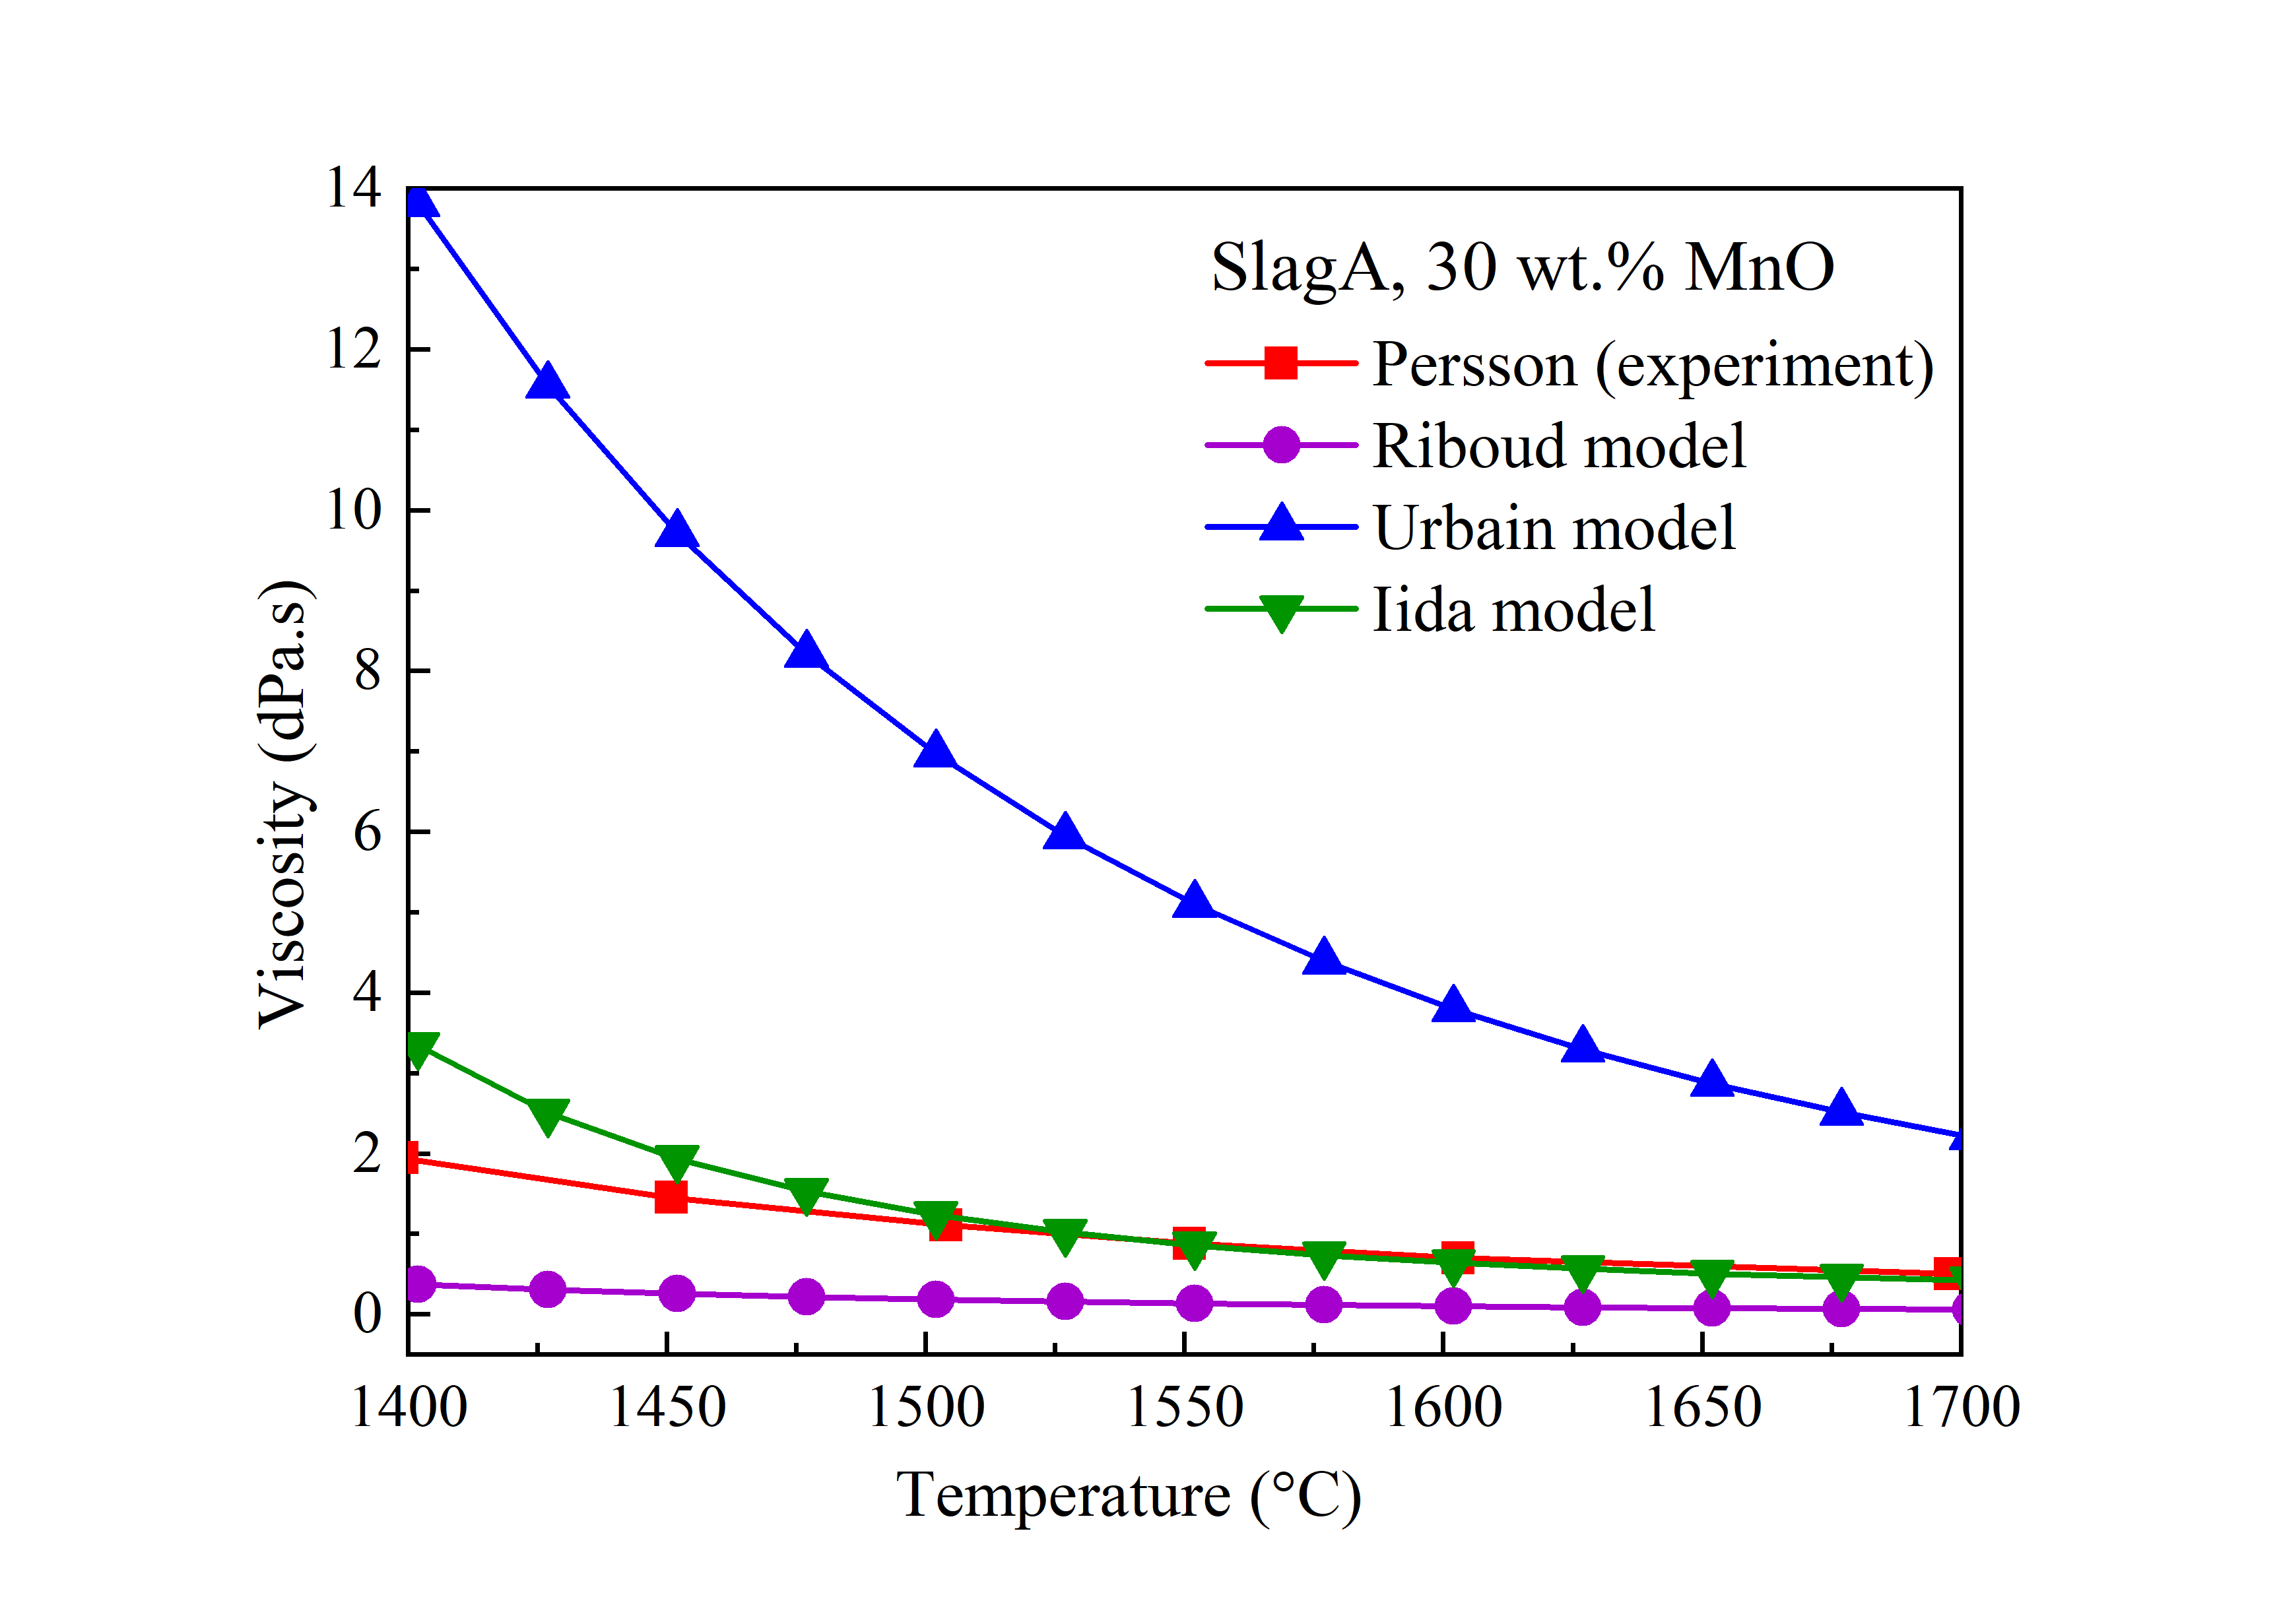 SlagA, 30 wt.% MnO
Persson (experiment)
Riboud model
Urbain model
Iida model
Viscosity (dPa.s)
14
12
10
8
6
4
2
0
1400 1450 1500 1550 1600 1650 1700
Temperature (°C)